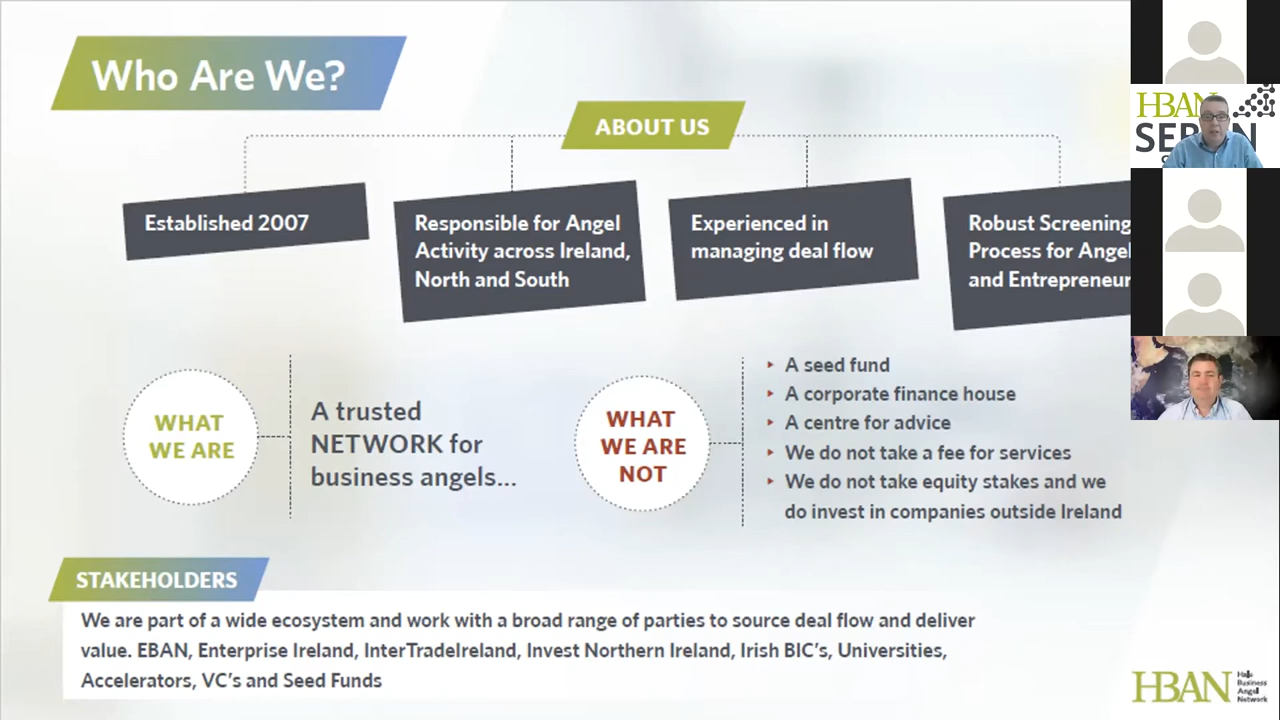 Who Are We?
ABOUT US
Established 2007
Responsible for Angel
Activity across Ireland,
North and South
Experienced in
managing deal flow
Robust Screening
Process for Angel
and Entrepreneur
WHAT
WE ARE
A trusted
NETWORK for
business angels...
WHAT
WE ARE
NOT
‣ A seed fund
‣ A corporate finance house
‣ A centre for advice
‣ We do not take a fee for services
‣ We do not take equity stakes and we
do invest in companies outside Ireland
STAKEHOLDERS
We are part of a wide ecosystem and work with a broad range of parties to source deal flow and deliver
value. EBAN, Enterprise Ireland, InterTradeIreland, Invest Northern Ireland, Irish BIC's, Universities,
Accelerators, VC's and Seed Funds
HBAN
HBAN
Halo
Business
Angel
Network